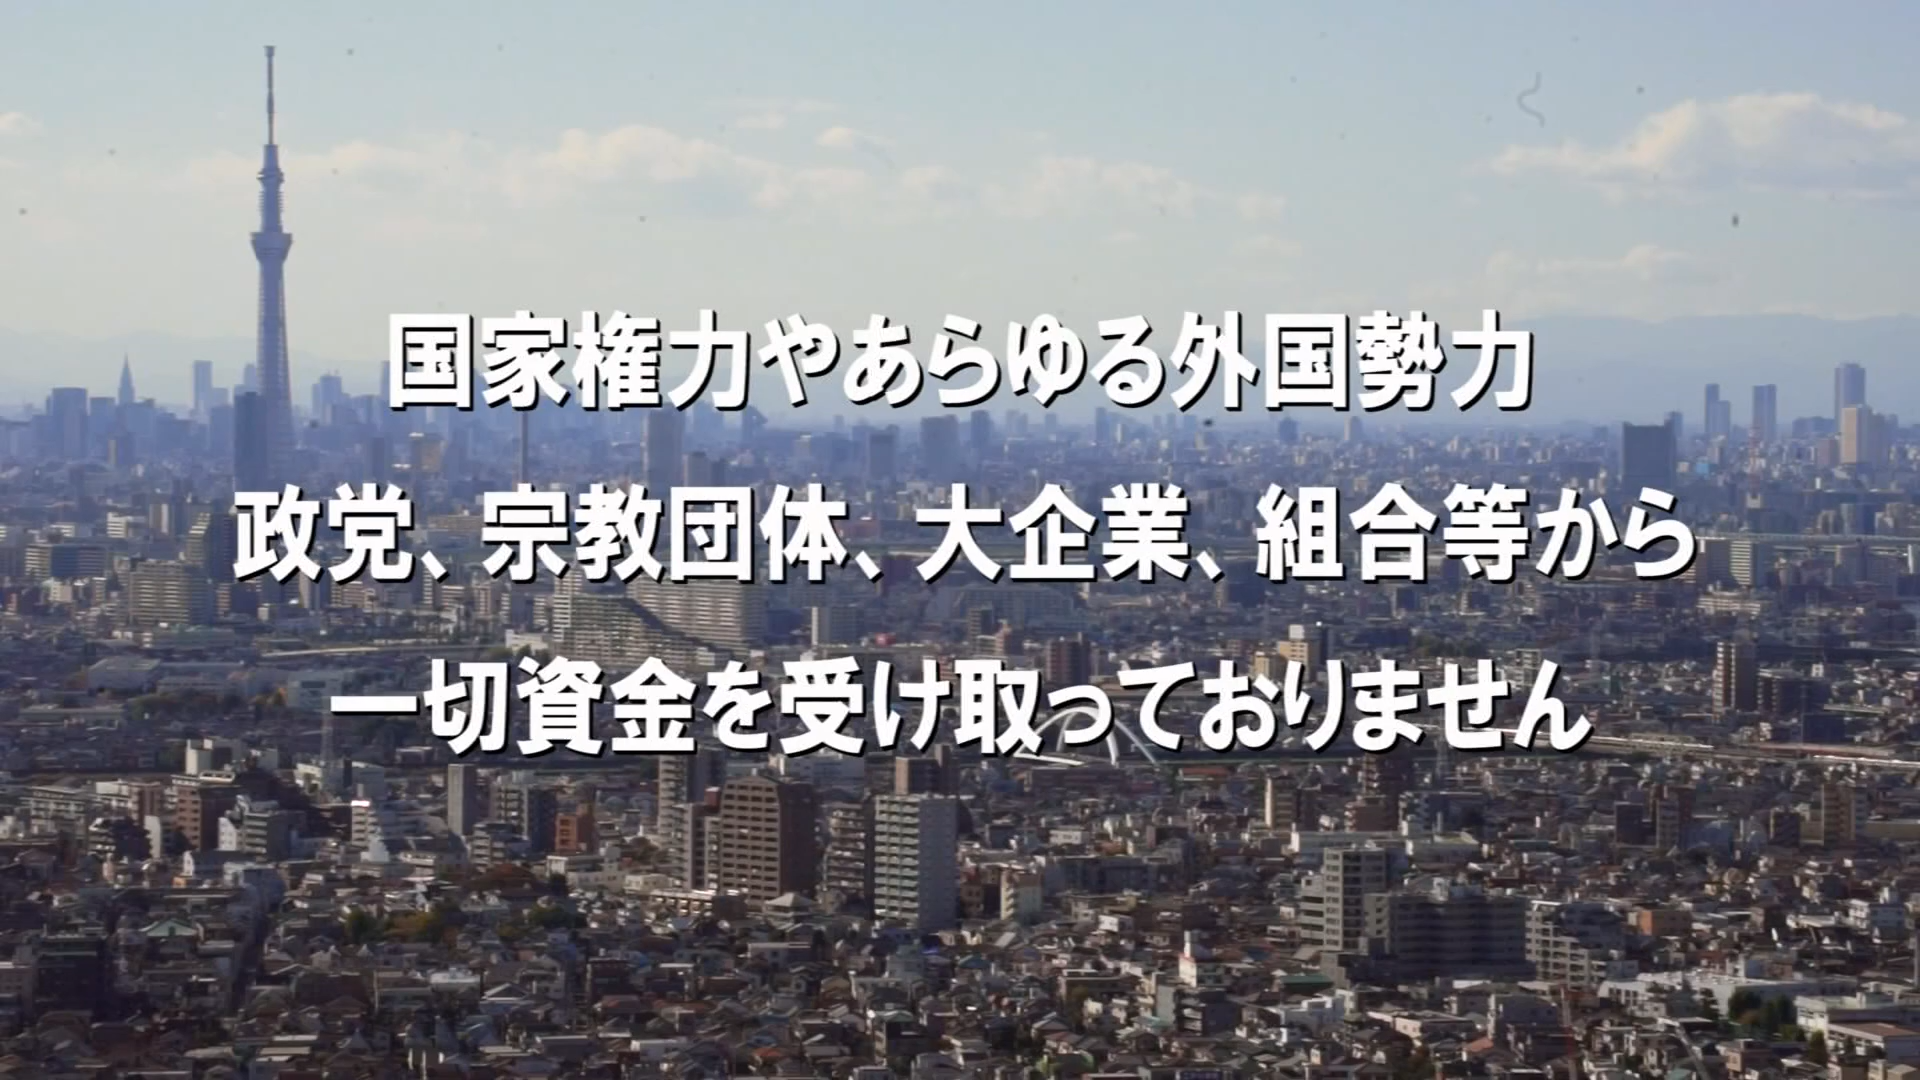 国家権力やあらゆる外国勢力
政党、宗教団体、大企業、組合等から
一切資金を受け取っておりません